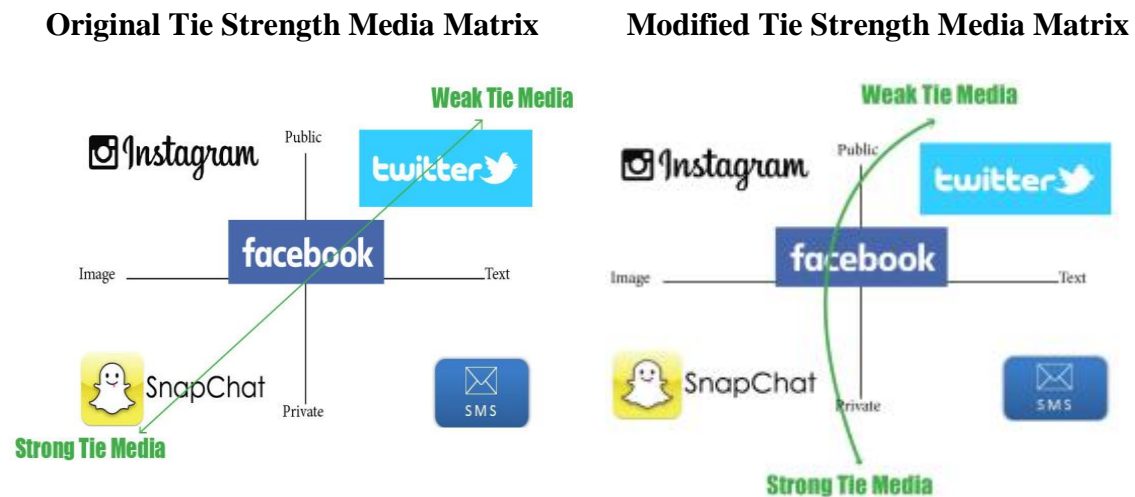 Original Tie Strength Media Matrix
Weak Tie Media
Instagram
Public
twitter
facebook
Image
Text
SnapChat
SMS
Private
Strong Tie Media
Modified Tie Strength Media Matrix
Weak Tie Media
Public
Instagram
twitter
facebook
Image
Text
SnapChat
SMS
Private
Strong Tie Media